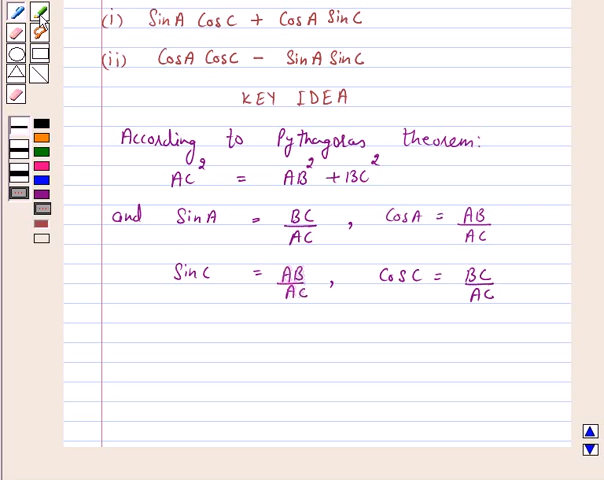 (i) Sin A Cos C + Cos A Sin C
(ii) Cos A Cos C - Sin A Sin C
KEY IDEA
According to Pythagoras theorem:
AC² = AB² + BC²
and Sin A = BC/AC , Cos A = AB/AC
Sin C = AB/AC , Cos C = BC/AC